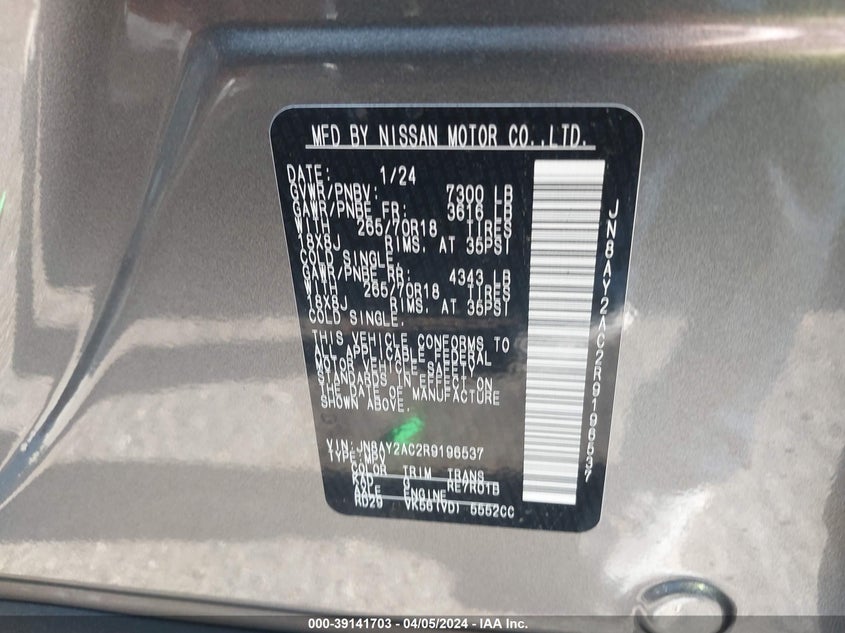 MFD BY NISSAN MOTOR CO.,LTD.
DATE: 1/24
GVWR/PNBV: 7300 LB
GAWR/PNBE FR: 3616 LB
WITH 265/70R18 TIRES
18X8J RIMS, AT 35PSI
COLD SINGLE.
GAWR/PNBE RR: 4343 LB
WITH 265/70R18 TIRES
18X8J RIMS, AT 35PSI
COLD SINGLE.
THIS VEHICLE CONFORMS TO
ALL APPLICABLE FEDERAL
MOTOR VEHICLE SAFETY
STANDARDS IN EFFECT ON
THE DATE OF MANUFACTURE
SHOWN ABOVE.
VIN:JN8AY2AC2R9196537
TYPE:MPV
COLOR TRIM TRANS
KAD G RE7R01B
AXLE ENGINE
RD29 VK56(VD) 5552CC
JN8AY2AC2R9196537
000-39141703 - 04/05/2024 - IAA Inc.